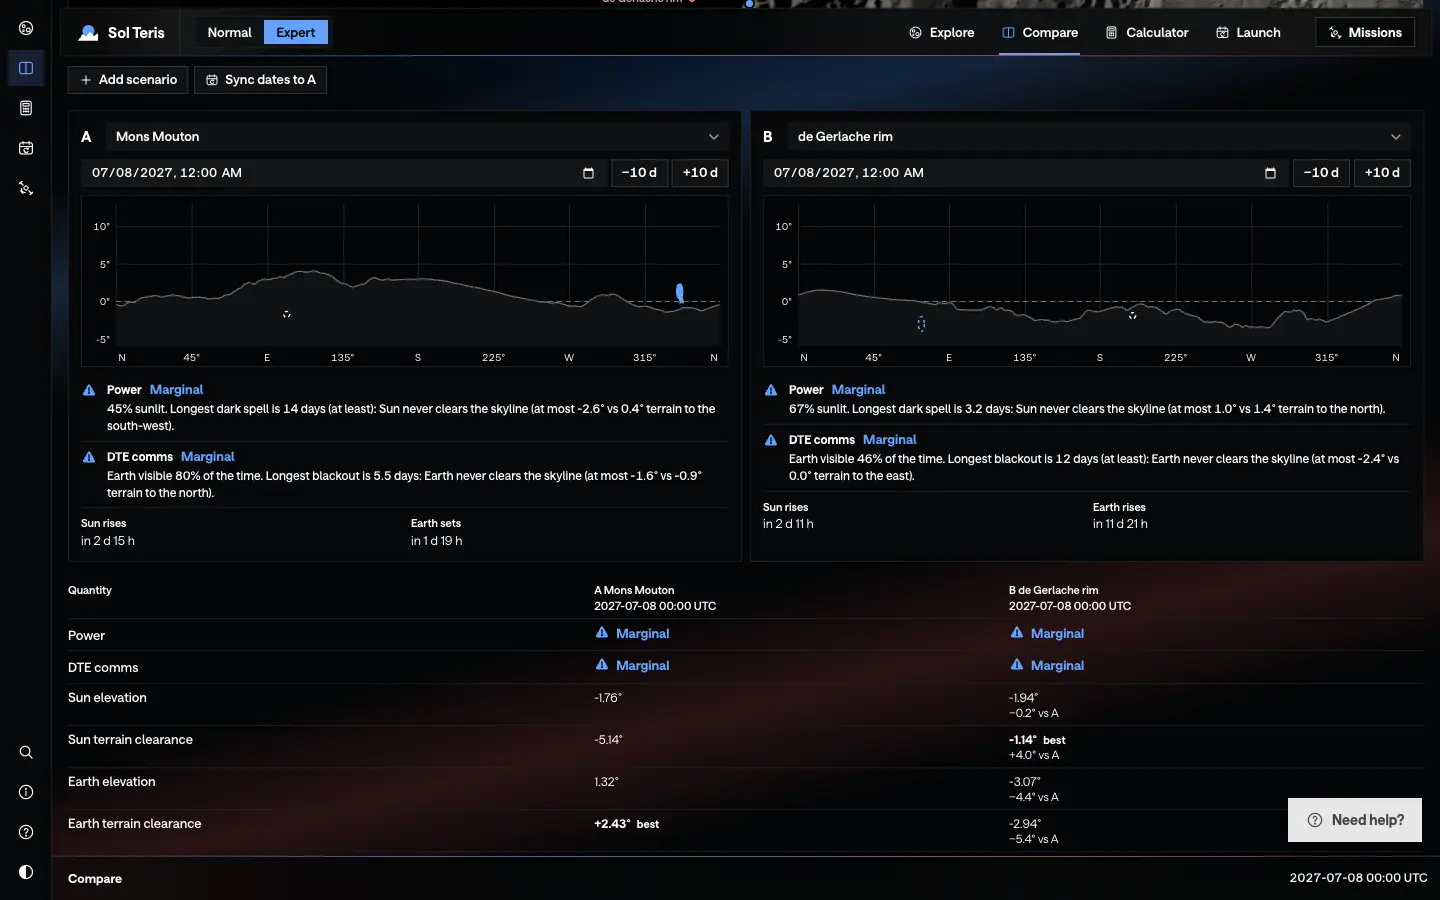 Sol Teris
Normal
Expert
Explore
Compare
Calculator
Launch
Missions
Add scenario
Sync dates to A
A
Mons Mouton
07/08/2027, 12:00 AM
−10 d
+10 d
10°
5°
0°
-5°
N
45°
E
135°
S
225°
W
315°
N
Power Marginal
45% sunlit. Longest dark spell is 14 days (at least): Sun never clears the skyline (at most -2.6° vs 0.4° terrain to the
south-west).
DTE comms Marginal
Earth visible 80% of the time. Longest blackout is 5.5 days: Earth never clears the skyline (at most -1.6° vs -0.9°
terrain to the north).
Sun rises
in 2 d 15 h
Earth sets
in 1 d 19 h
B
de Gerlache rim
07/08/2027, 12:00 AM
−10 d
+10 d
10°
5°
0°
-5°
N
45°
E
135°
S
225°
W
315°
N
Power Marginal
67% sunlit. Longest dark spell is 3.2 days: Sun never clears the skyline (at most 1.0° vs 1.4° terrain to the north).
DTE comms Marginal
Earth visible 46% of the time. Longest blackout is 12 days (at least): Earth never clears the skyline (at most -2.4° vs
0.0° terrain to the east).
Sun rises
in 2 d 11 h
Earth rises
in 11 d 21 h
Quantity
A Mons Mouton
2027-07-08 00:00 UTC
B de Gerlache rim
2027-07-08 00:00 UTC
Power
Marginal
Marginal
DTE comms
Marginal
Marginal
Sun elevation
-1.76°
-1.94°
−0.2° vs A
Sun terrain clearance
-5.14°
-1.14° best
+4.0° vs A
Earth elevation
1.32°
-3.07°
−4.4° vs A
Earth terrain clearance
+2.43° best
-2.94°
−5.4° vs A
Need help?
Compare
2027-07-08 00:00 UTC